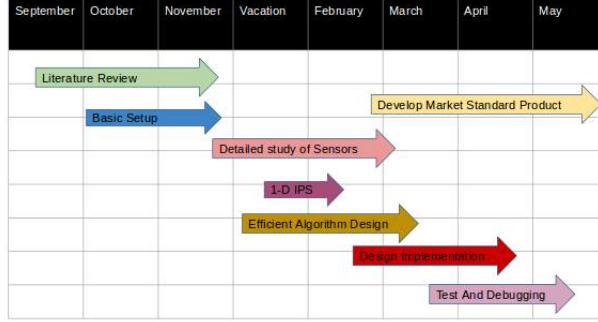 September October November Vacation February March April May
Literature Review
Develop Market Standard Product
Basic Setup
Detailed study of Sensors
1-D IPS
Efficient Algorithm Design
Design Implementation
Test And Debugging